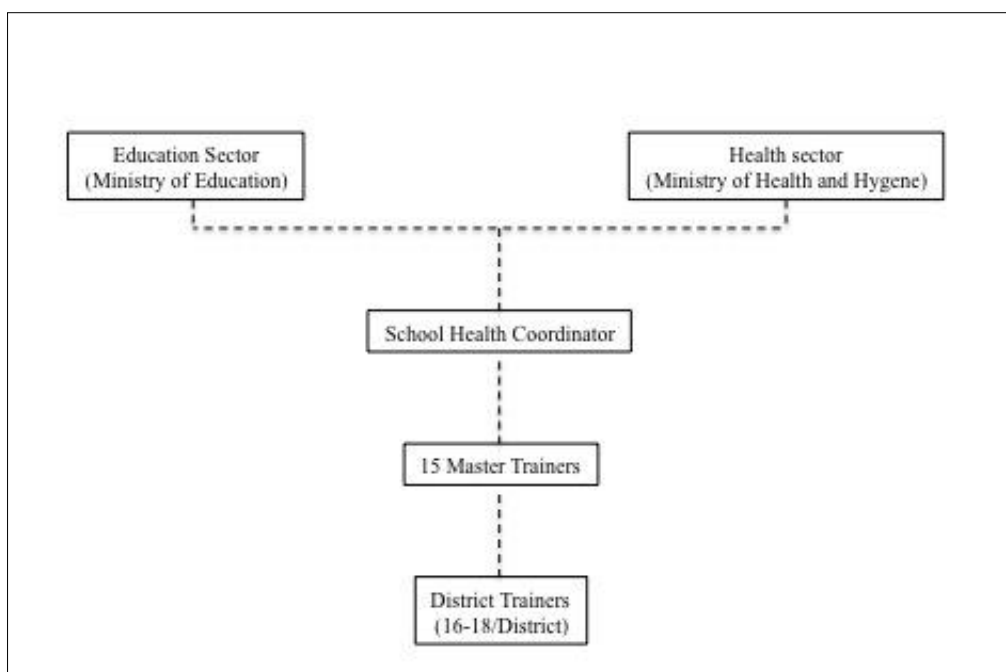 Education Sector
(Ministry of Education)
Health sector
(Ministry of Health and Hygene)
School Health Coordinator
15 Master Trainers
District Trainers
(16-18/District)